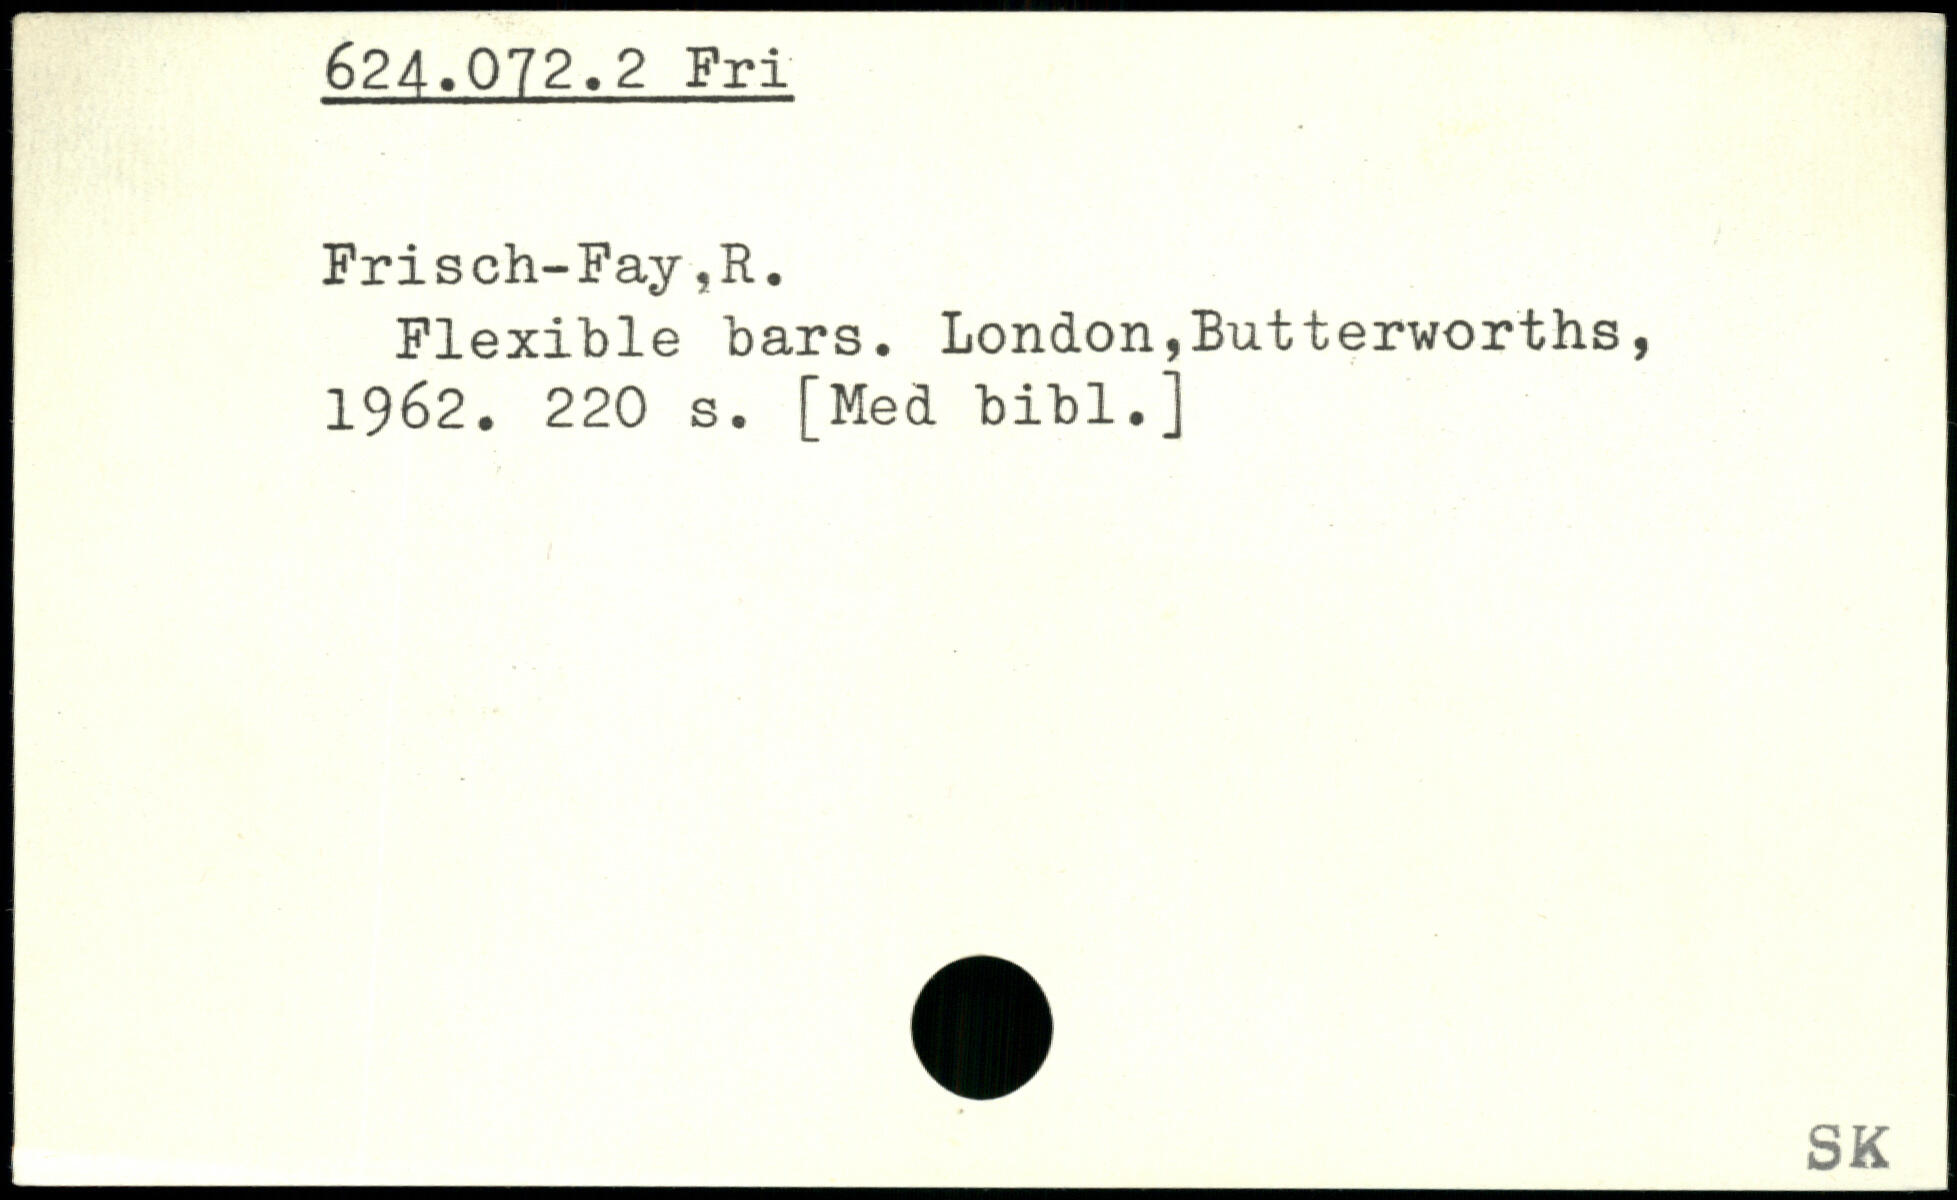 624.072.2 Fri
Frisch-Fay,R.
Flexible bars. London,Butterworths,
1962. 220 s. [Med bibl.]
SK